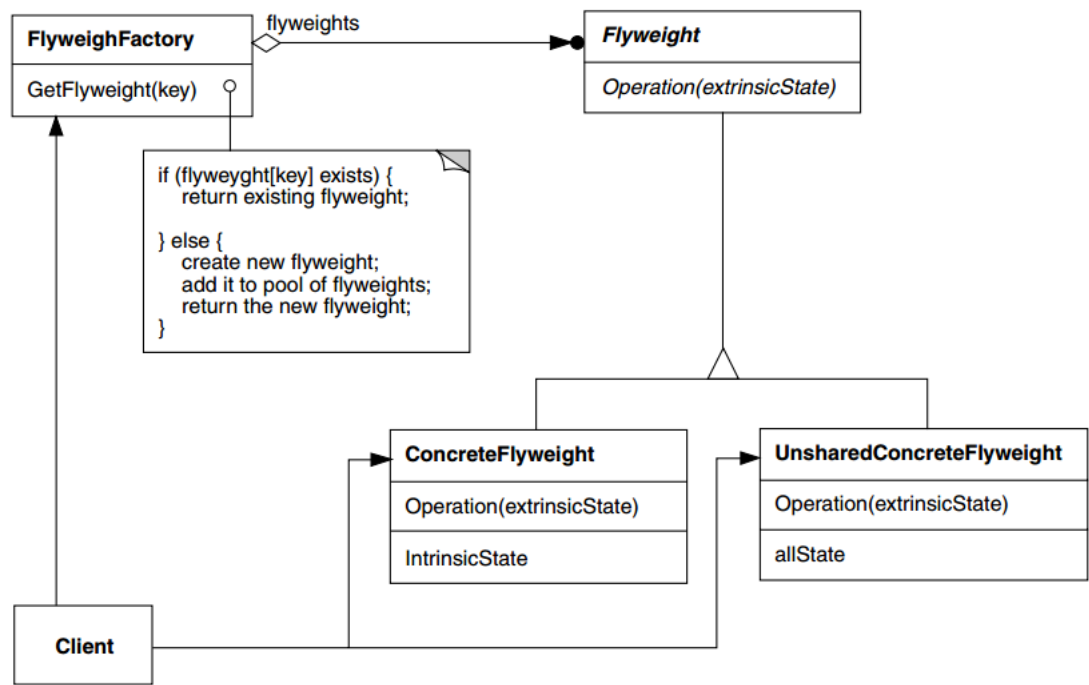 flyweights
FlyweighFactory
GetFlyweight(key)
Flyweight
Operation(extrinsicState)
if (flyweyght[key] exists) {
return existing flyweight;
} else {
create new flyweight;
add it to pool of flyweights;
return the new flyweight;
}
ConcreteFlyweight
Operation(extrinsicState)
IntrinsicState
UnsharedConcreteFlyweight
Operation(extrinsicState)
allState
Client